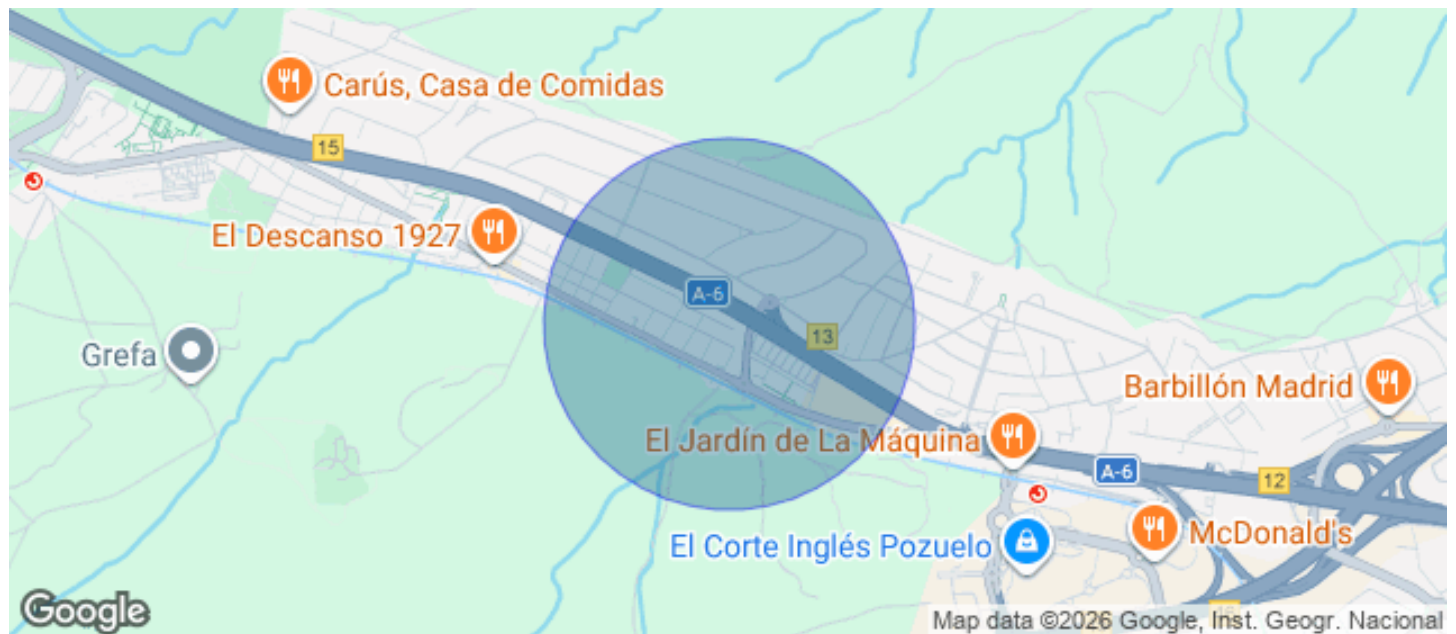 Carús, Casa de Comidas
15
El Descanso 1927
A-6
13
Grefa
Barbillón Madrid
El Jardín de La Máquina
A-6
12
El Corte Inglés Pozuelo
McDonald's
Google
Map data ©2026 Google, Inst. Geogr. Nacional